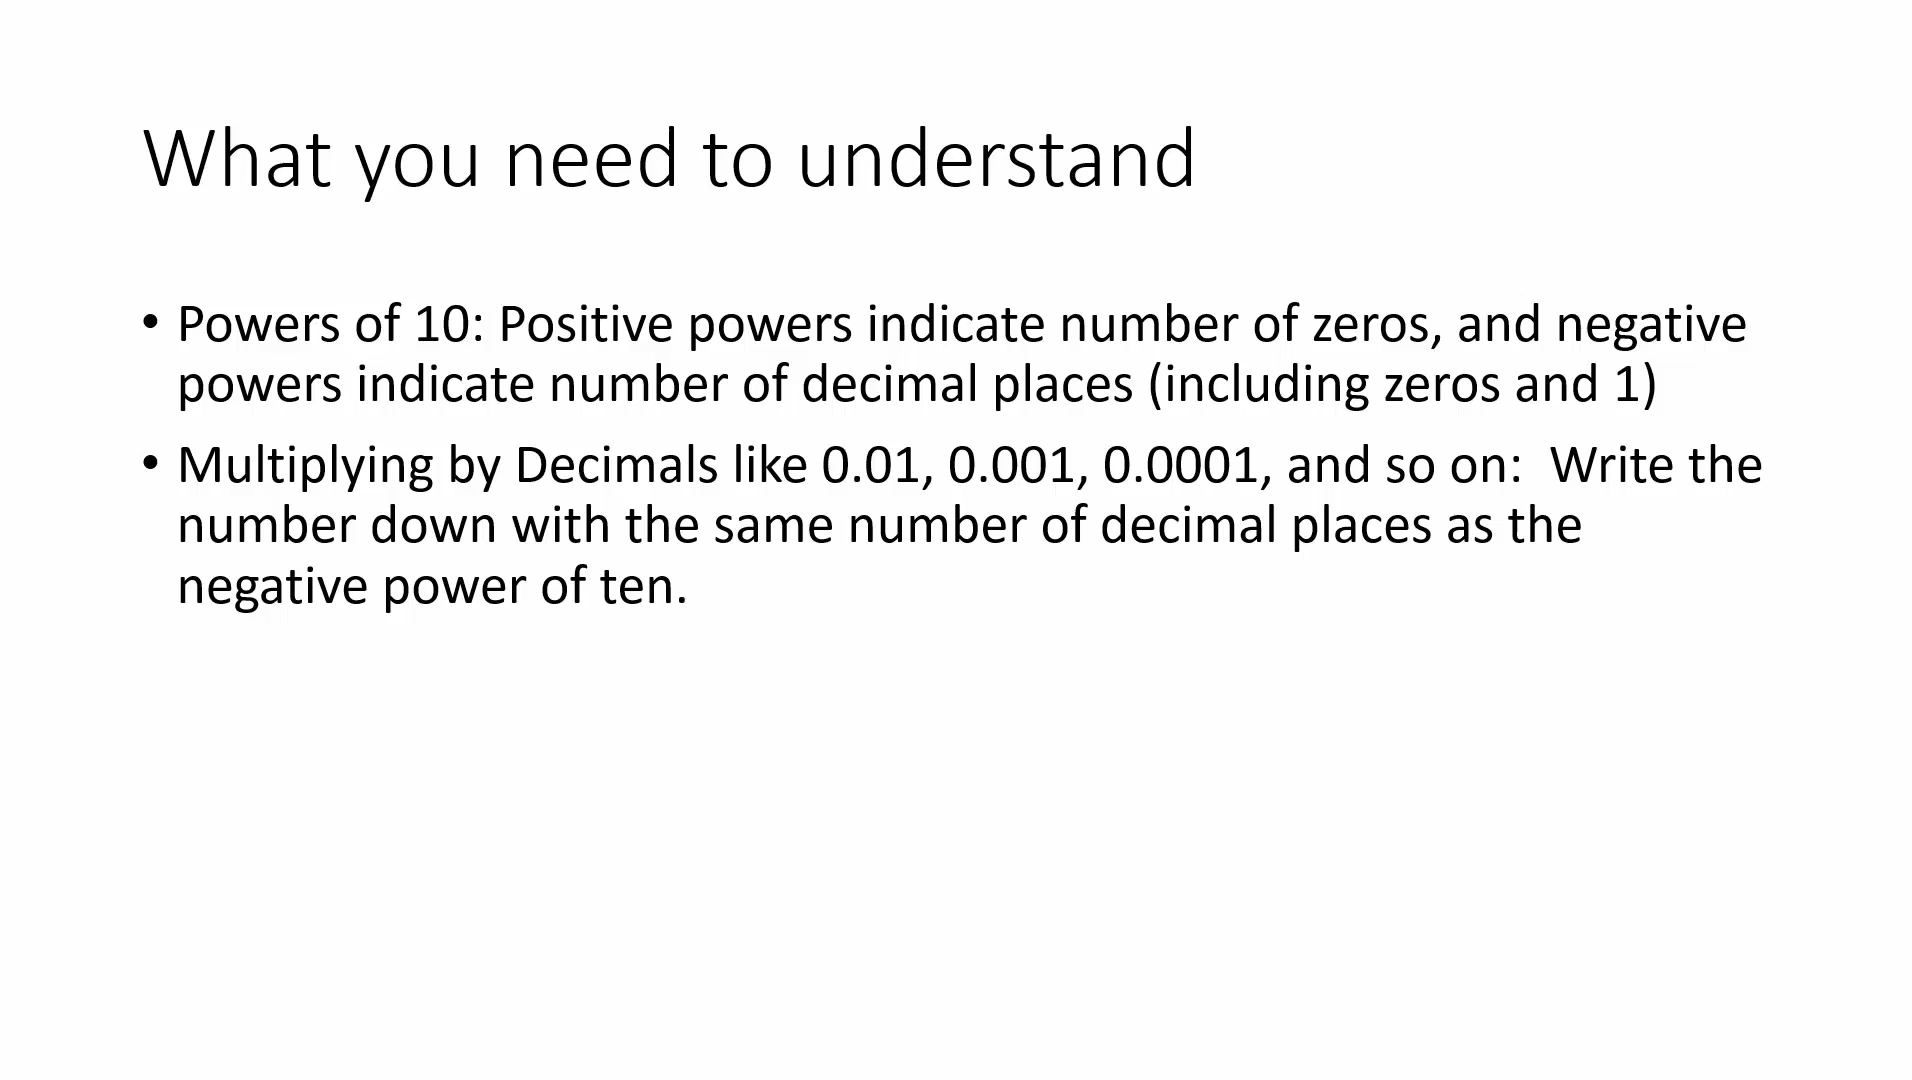 What you need to understand
• Powers of 10: Positive powers indicate number of zeros, and negative
powers indicate number of decimal places (including zeros and 1)
• Multiplying by Decimals like 0.01, 0.001, 0.0001, and so on:  Write the
number down with the same number of decimal places as the
negative power of ten.